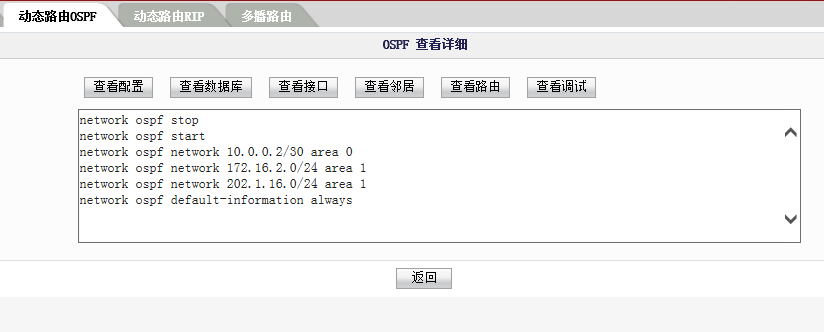 动态路由OSPF 动态路由RIP 多播路由
OSPF 查看详细
查看配置 查看数据库 查看接口 查看邻居 查看路由 查看调试
network ospf stop
network ospf start
network ospf network 10.0.0.2/30 area 0
network ospf network 172.16.2.0/24 area 1
network ospf network 202.1.16.0/24 area 1
network ospf default-information always
返回